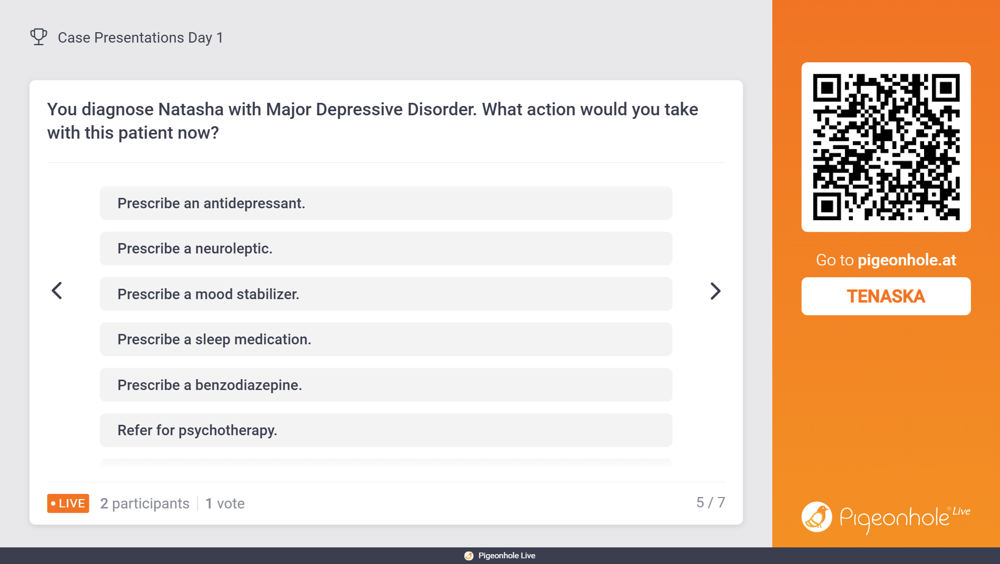 Case Presentations Day 1
You diagnose Natasha with Major Depressive Disorder. What action would you take
with this patient now?
Prescribe an antidepressant.
Prescribe a neuroleptic.
Prescribe a mood stabilizer.
Prescribe a sleep medication.
Prescribe a benzodiazepine.
Refer for psychotherapy.
LIVE 2 participants 1 vote 5 / 7
Go to pigeonhole.at
TENASKA
Pigeonhole® Live
Pigeonhole Live